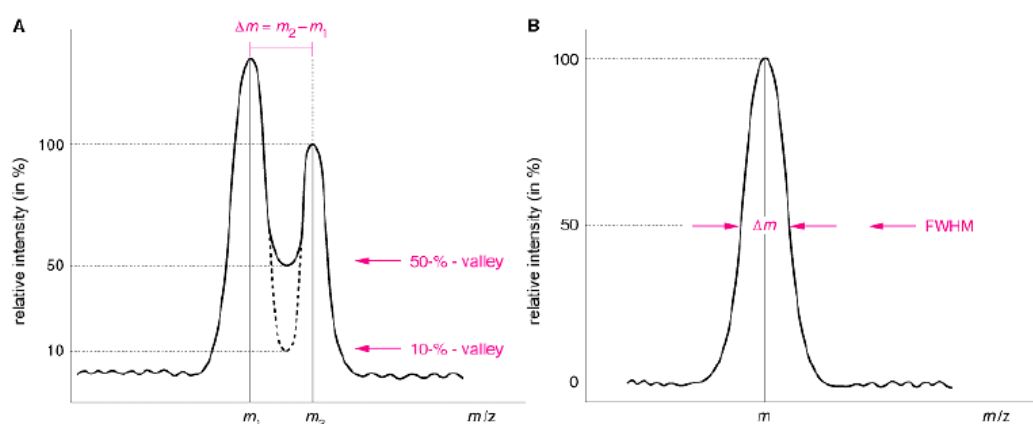 A
Δm = m₂ – m₁
relative intensity (in %)
100
50
10
50-% - valley
10-% - valley
m₁
m/z
B
relative intensity (in %)
100
50
0
Δm
FWHM
m
m/z